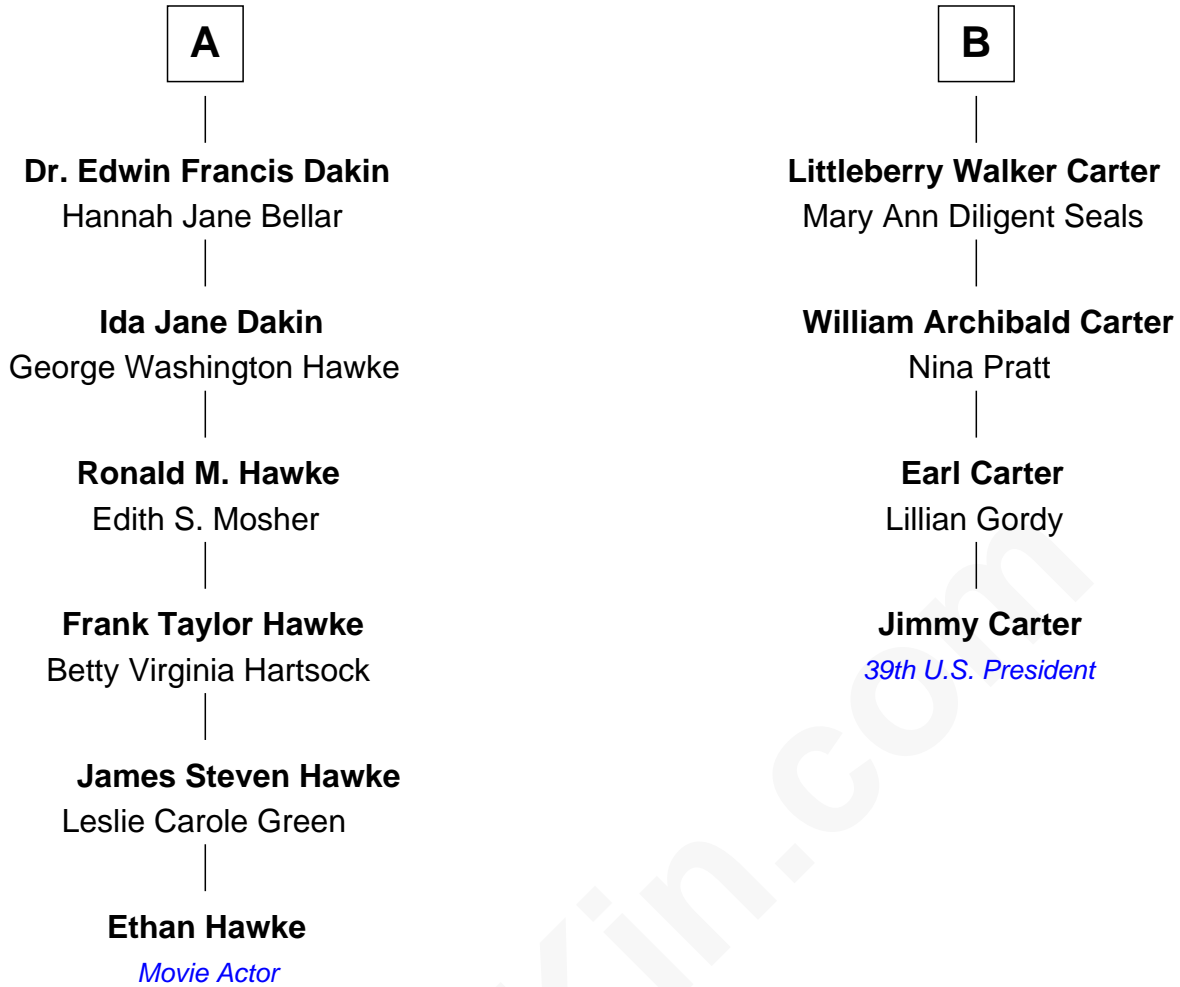 A
Dr. Edwin Francis Dakin
Hannah Jane Bellar
Ida Jane Dakin
George Washington Hawke
Ronald M. Hawke
Edith S. Mosher
Frank Taylor Hawke
Betty Virginia Hartsock
James Steven Hawke
Leslie Carole Green
Ethan Hawke
Movie Actor
B
Littleberry Walker Carter
Mary Ann Diligent Seals
William Archibald Carter
Nina Pratt
Earl Carter
Lillian Gordy
Jimmy Carter
39th U.S. President
Kin.com